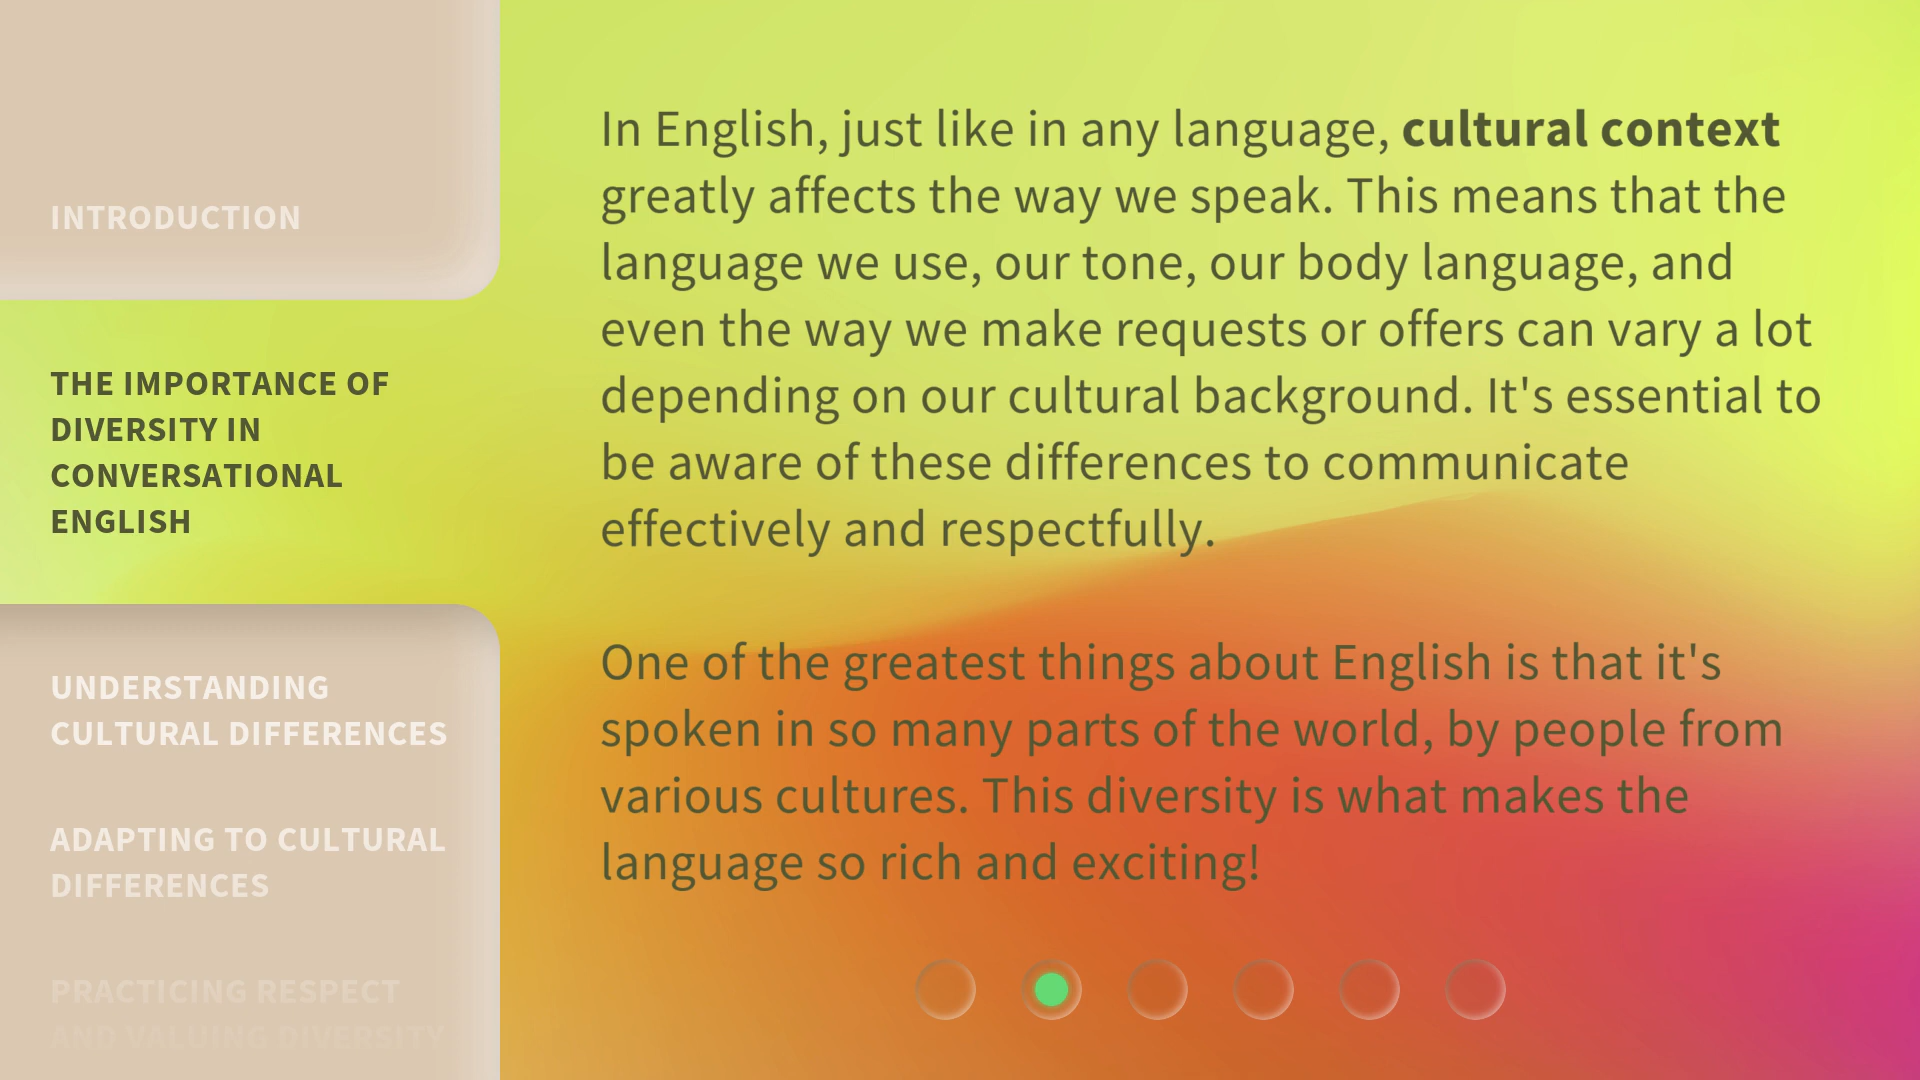 INTRODUCTION
THE IMPORTANCE OF
DIVERSITY IN
CONVERSATIONAL
ENGLISH
UNDERSTANDING
CULTURAL DIFFERENCES
ADAPTING TO CULTURAL
DIFFERENCES
PRACTICING RESPECT
AND VALUING DIVERSITY
In English, just like in any language, cultural context
greatly affects the way we speak. This means that the
language we use, our tone, our body language, and
even the way we make requests or offers can vary a lot
depending on our cultural background. It's essential to
be aware of these differences to communicate
effectively and respectfully.
One of the greatest things about English is that it's
spoken in so many parts of the world, by people from
various cultures. This diversity is what makes the
language so rich and exciting!